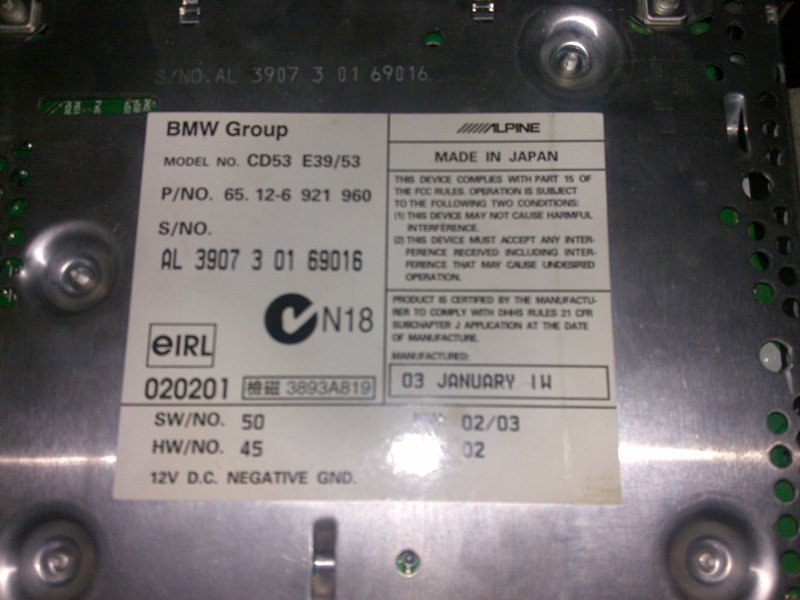 S/NO. AL 3907 3 01 69016
BMW Group
MODEL NO. CD53 E39/53
P/NO. 65. 12-6 921 960
S/NO.
AL 3907 3 01 69016
N18
eIRL
020201
檢磁 3893A819
ALPINE
MADE IN JAPAN
THIS DEVICE COMPLIES WITH PART 15 OF
THE FCC RULES. OPERATION IS SUBJECT
TO THE FOLLOWING TWO CONDITIONS:
(1) THIS DEVICE MAY NOT CAUSE HARMFUL
INTERFERENCE.
(2) THIS DEVICE MUST ACCEPT ANY INTER-
FERENCE RECEIVED INCLUDING INTER-
FERENCE THAT MAY CAUSE UNDESIRED
OPERATION.
PRODUCT IS CERTIFIED BY THE MANUFACTU-
RER TO COMPLY WITH DHHS RULES 21 CFR
SUBCHAPTER J APPLICATION AT THE DATE
OF MANUFACTURE.
MANUFACTURED:
03 JANUARY 1W
SW/NO. 50
02/03
HW/NO. 45
02
12V D.C. NEGATIVE GND.